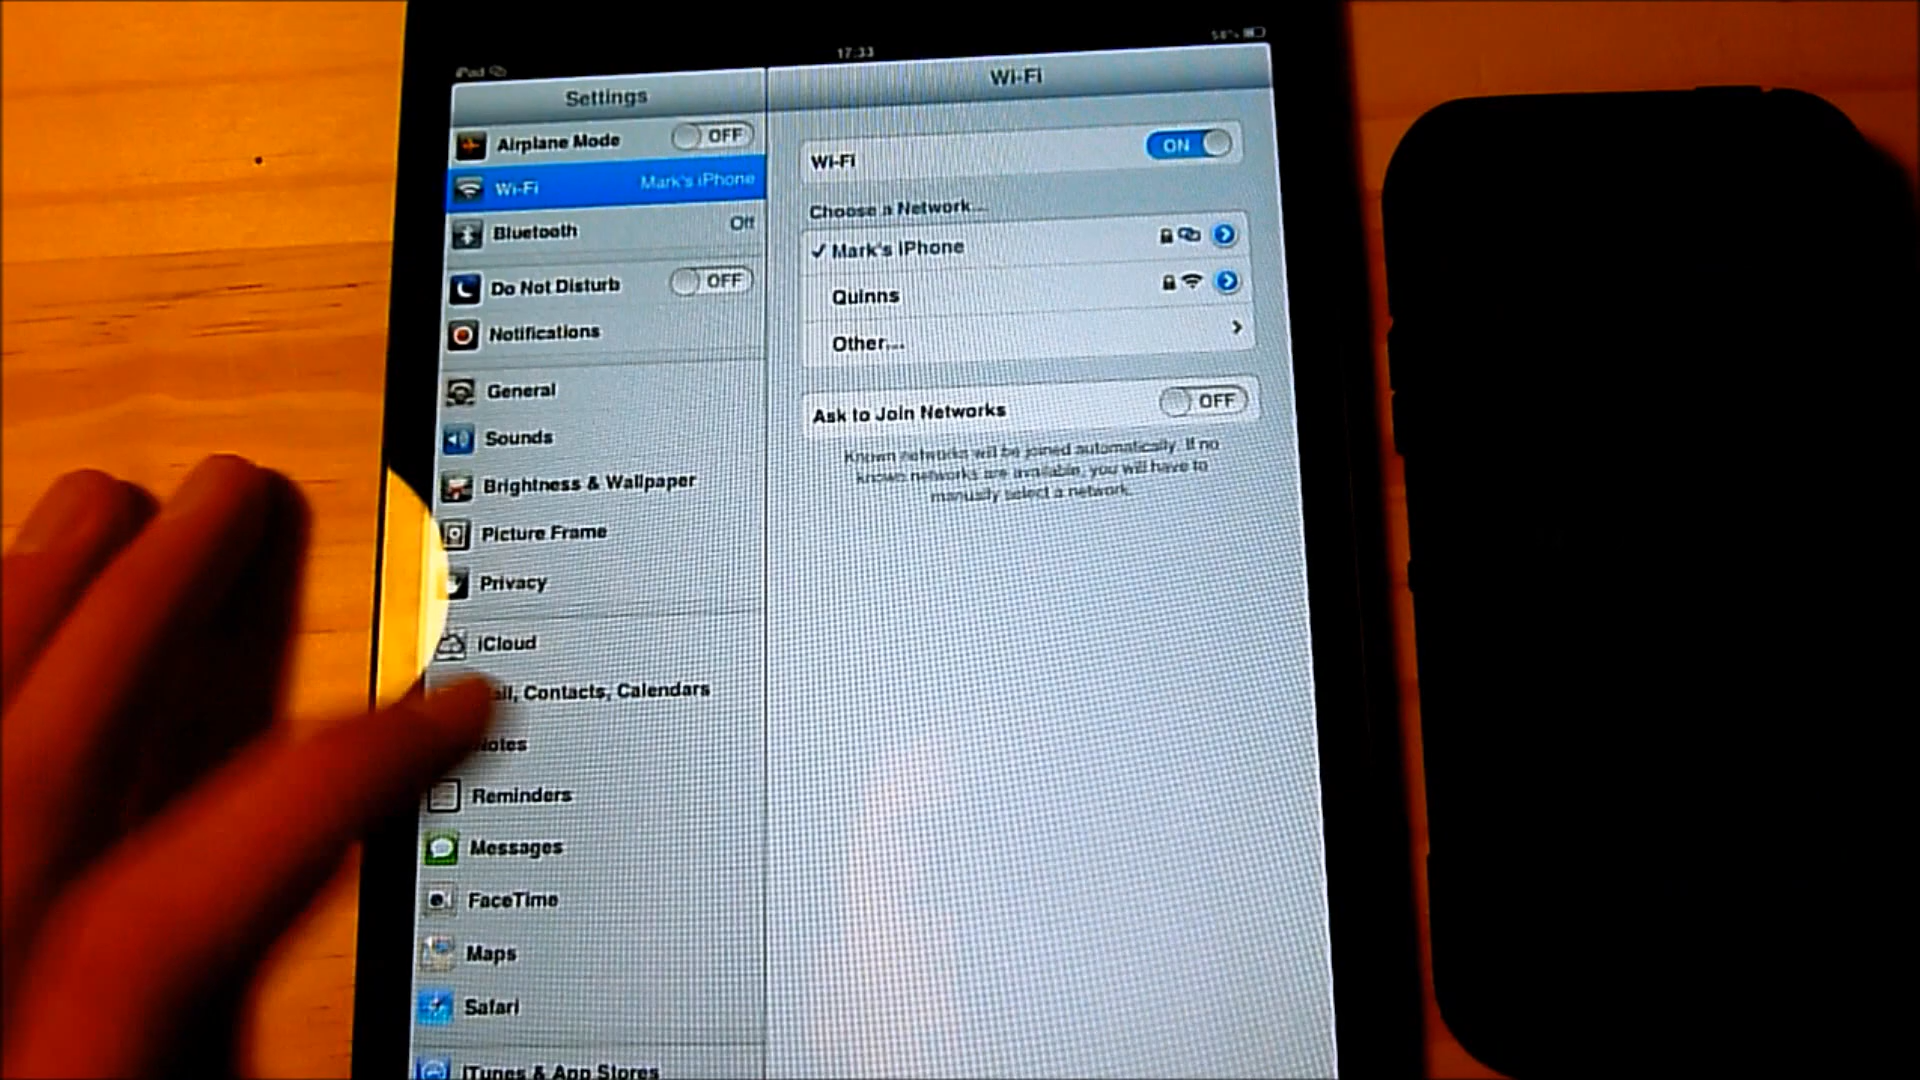 iPad
17:33
58%
Settings
Airplane Mode OFF
Wi-Fi Mark's iPhone
Bluetooth Off
Do Not Disturb OFF
Notifications
General
Sounds
Brightness & Wallpaper
Picture Frame
Privacy
iCloud
Contacts, Calendars
Notes
Reminders
Messages
FaceTime
Maps
Safari
iTunes & App Stores
Wi-Fi
Wi-Fi ON
Choose a Network...
✓ Mark's iPhone
Quinns
Other...
Ask to Join Networks OFF
Known networks will be joined automatically. If no
known networks are available, you will have to
manually select a network.